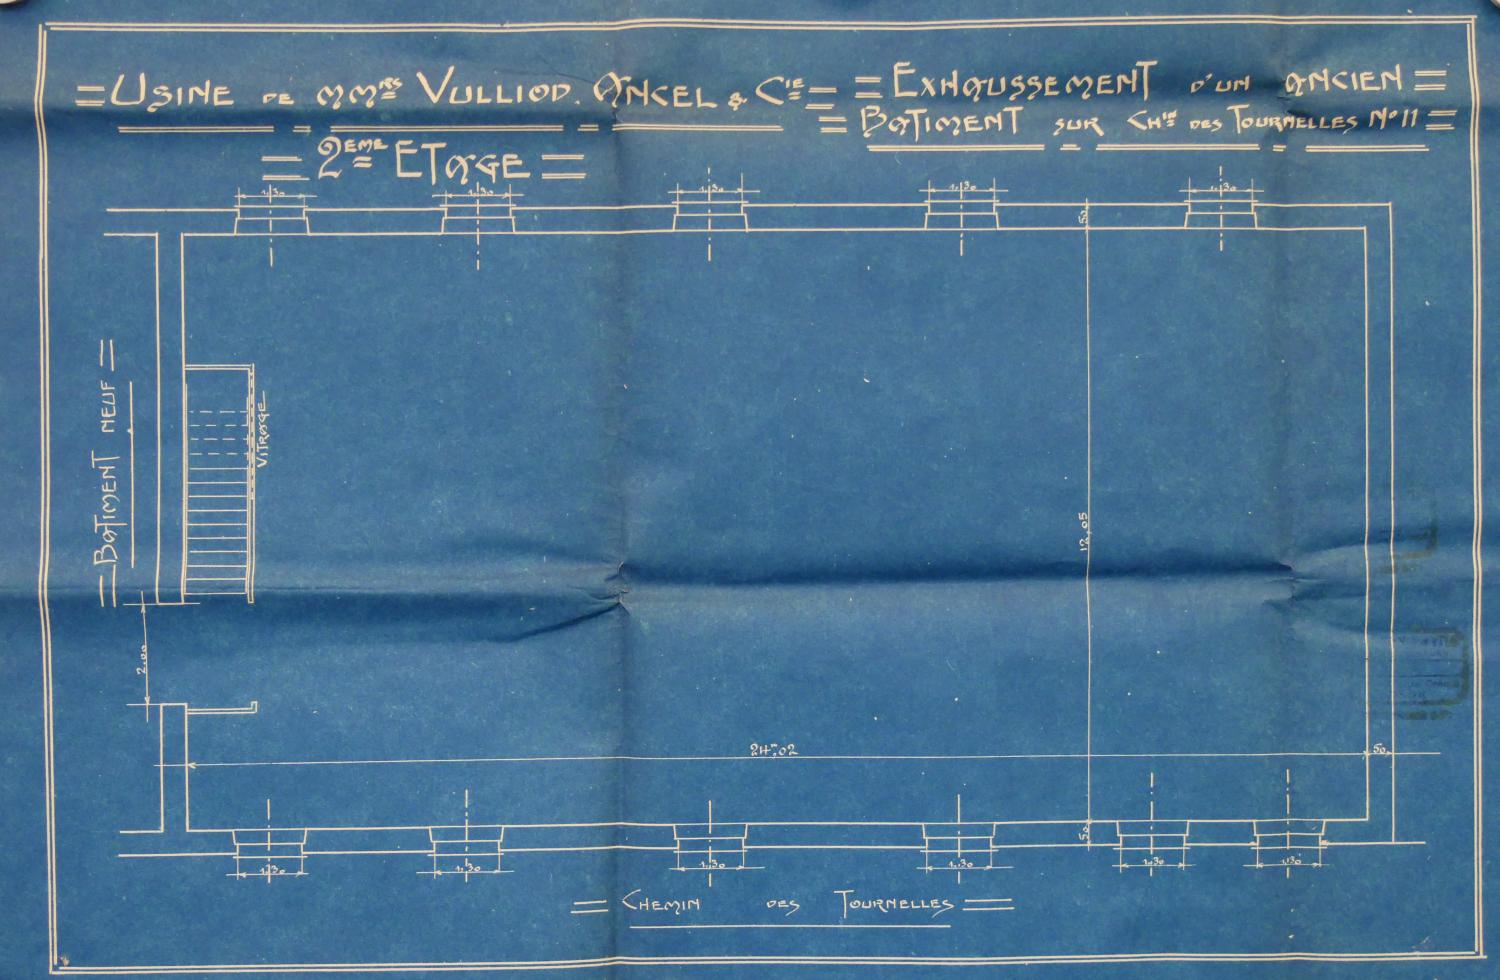 =USINE DE MMRS VULLIOD. ANCEL & CIE=
=EXHAUSSEMENT D'UN ANCIEN=
=BATIMENT SUR CHIN DES TOURNELLES No 11=
=2EME ETAGE=
1.30 1.30 1.30 1.30 1.30
50
=BATIMENT NEUF=
VITRAGE
12,05
2.00
24m,02
50
50
1.30 1.30 1.30 1.30 1.30 1.30
=CHEMIN DES TOURNELLES=